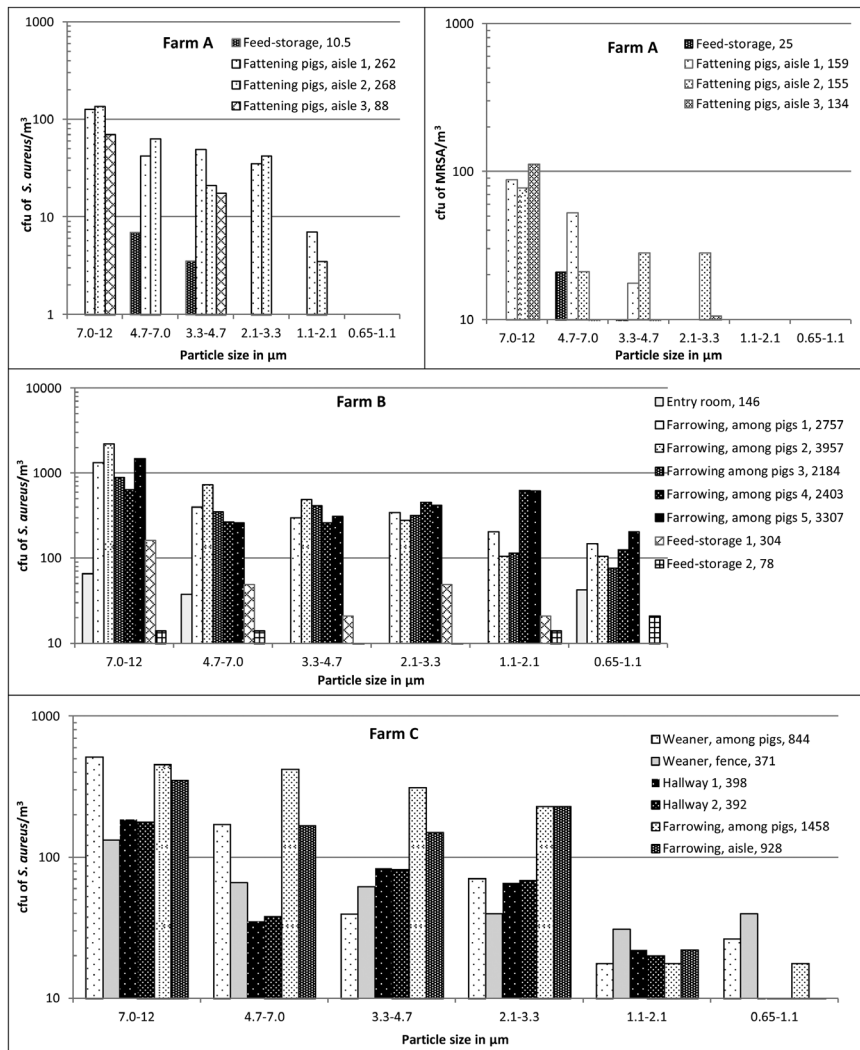 Farm A
cfu of S. aureus/m³
1000
100
10
1
Feed-storage, 10.5
Fattening pigs, aisle 1, 262
Fattening pigs, aisle 2, 268
Fattening pigs, aisle 3, 88
7.0-12 4.7-7.0 3.3-4.7 2.1-3.3 1.1-2.1 0.65-1.1
Particle size in µm
Farm A
cfu of MRSA/m³
1000
100
10
Feed-storage, 25
Fattening pigs, aisle 1, 159
Fattening pigs, aisle 2, 155
Fattening pigs, aisle 3, 134
7.0-12 4.7-7.0 3.3-4.7 2.1-3.3 1.1-2.1 0.65-1.1
Particle size in µm
Farm B
cfu of S. aureus/m³
10000
1000
100
10
Entry room, 146
Farrowing, among pigs 1, 2757
Farrowing, among pigs 2, 3957
Farrowing among pigs 3, 2184
Farrowing, among pigs 4, 2403
Farrowing, among pigs 5, 3307
Feed-storage 1, 304
Feed-storage 2, 78
7.0-12 4.7-7.0 3.3-4.7 2.1-3.3 1.1-2.1 0.65-1.1
Particle size in µm
Farm C
cfu of S. aureus/m³
1000
100
10
Weaner, among pigs, 844
Weaner, fence, 371
Hallway 1, 398
Hallway 2, 392
Farrowing, among pigs, 1458
Farrowing, aisle, 928
7.0-12 4.7-7.0 3.3-4.7 2.1-3.3 1.1-2.1 0.65-1.1
Particle size in µm